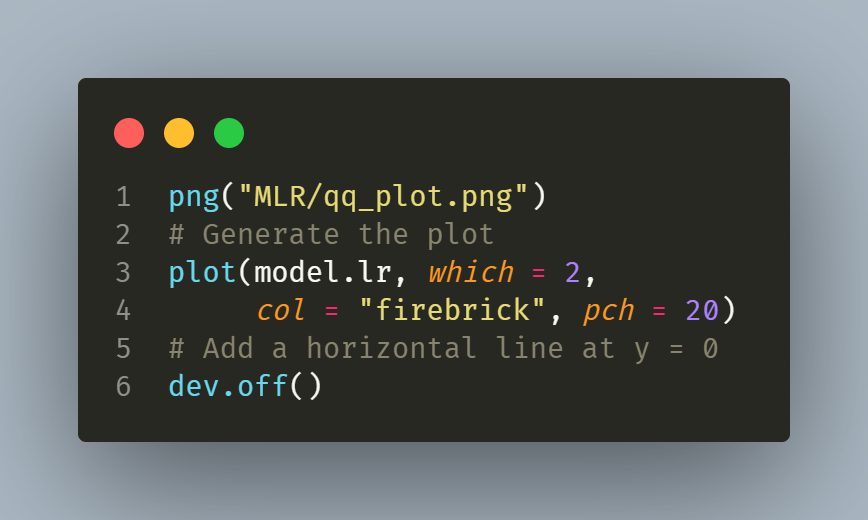 1 png("MLR/qq_plot.png")
2 # Generate the plot
3 plot(model.lr, which = 2,
4      col = "firebrick", pch = 20)
5 # Add a horizontal line at y = 0
6 dev.off()